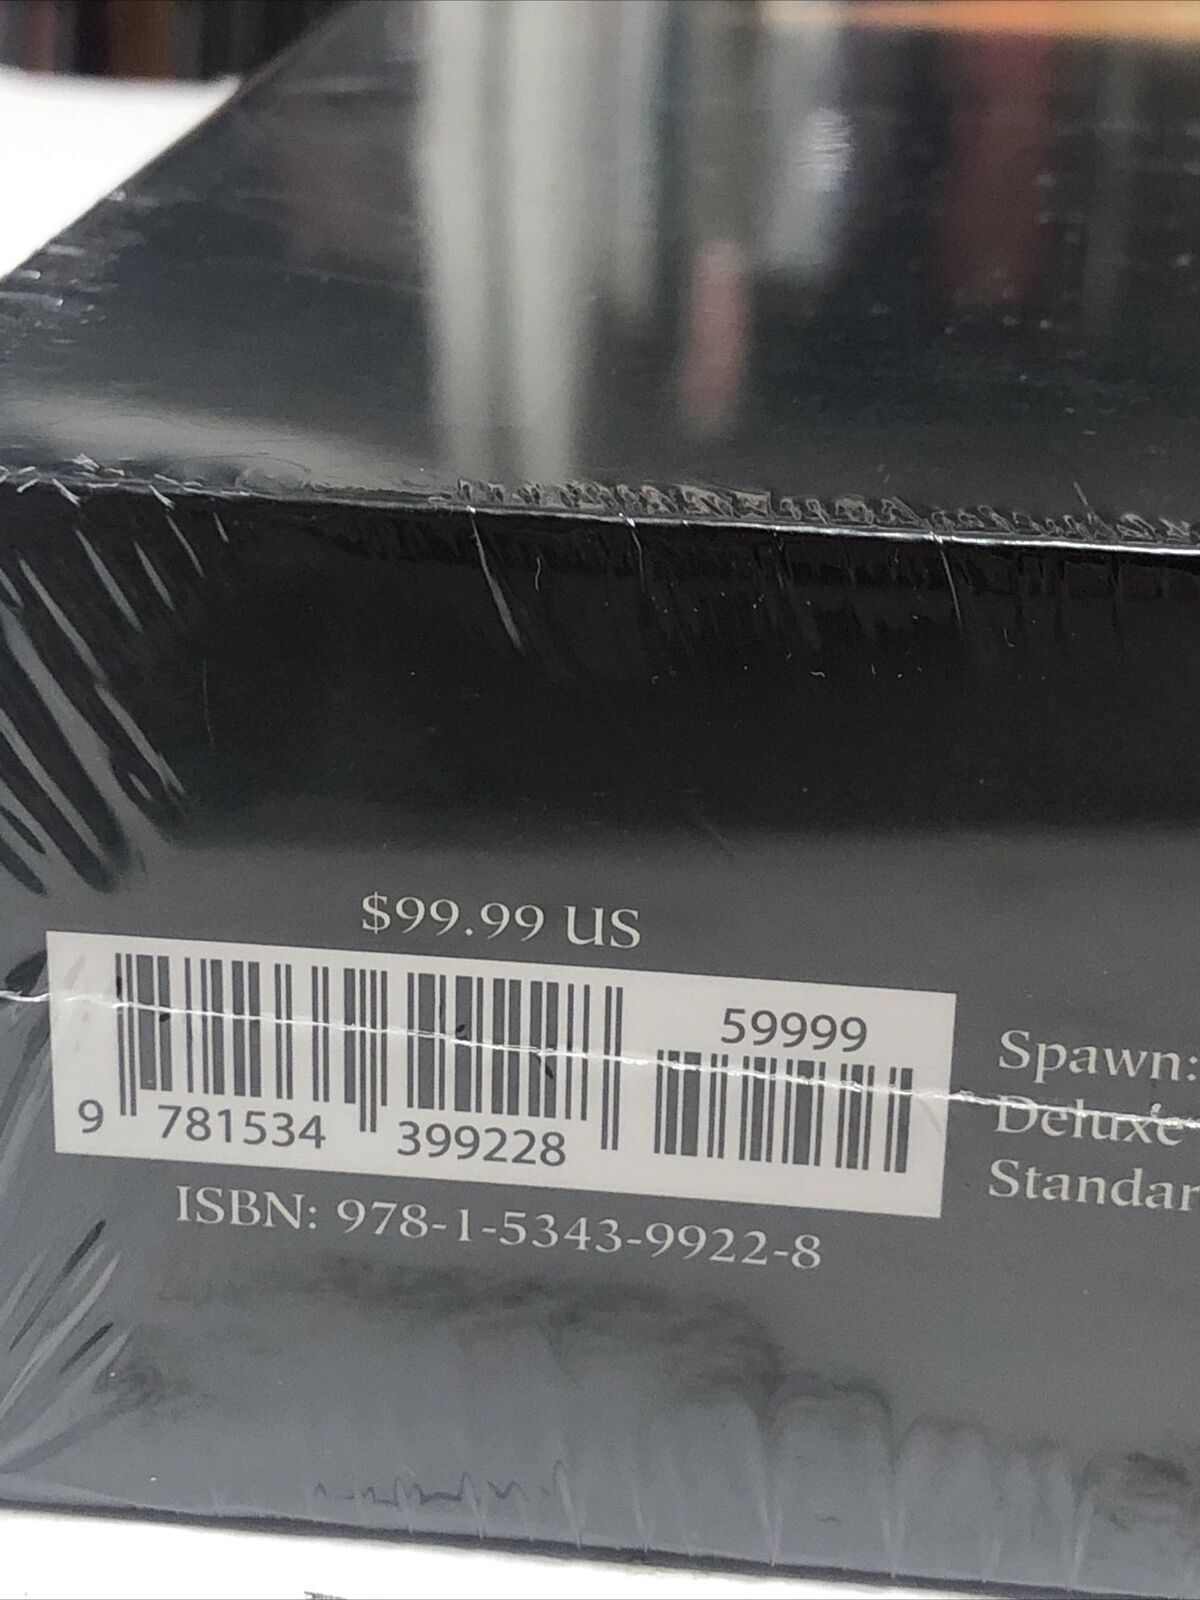 $99.99 US
59999
9 781534 399228
ISBN: 978-1-5343-9922-8
Spawn:
Deluxe
Standar